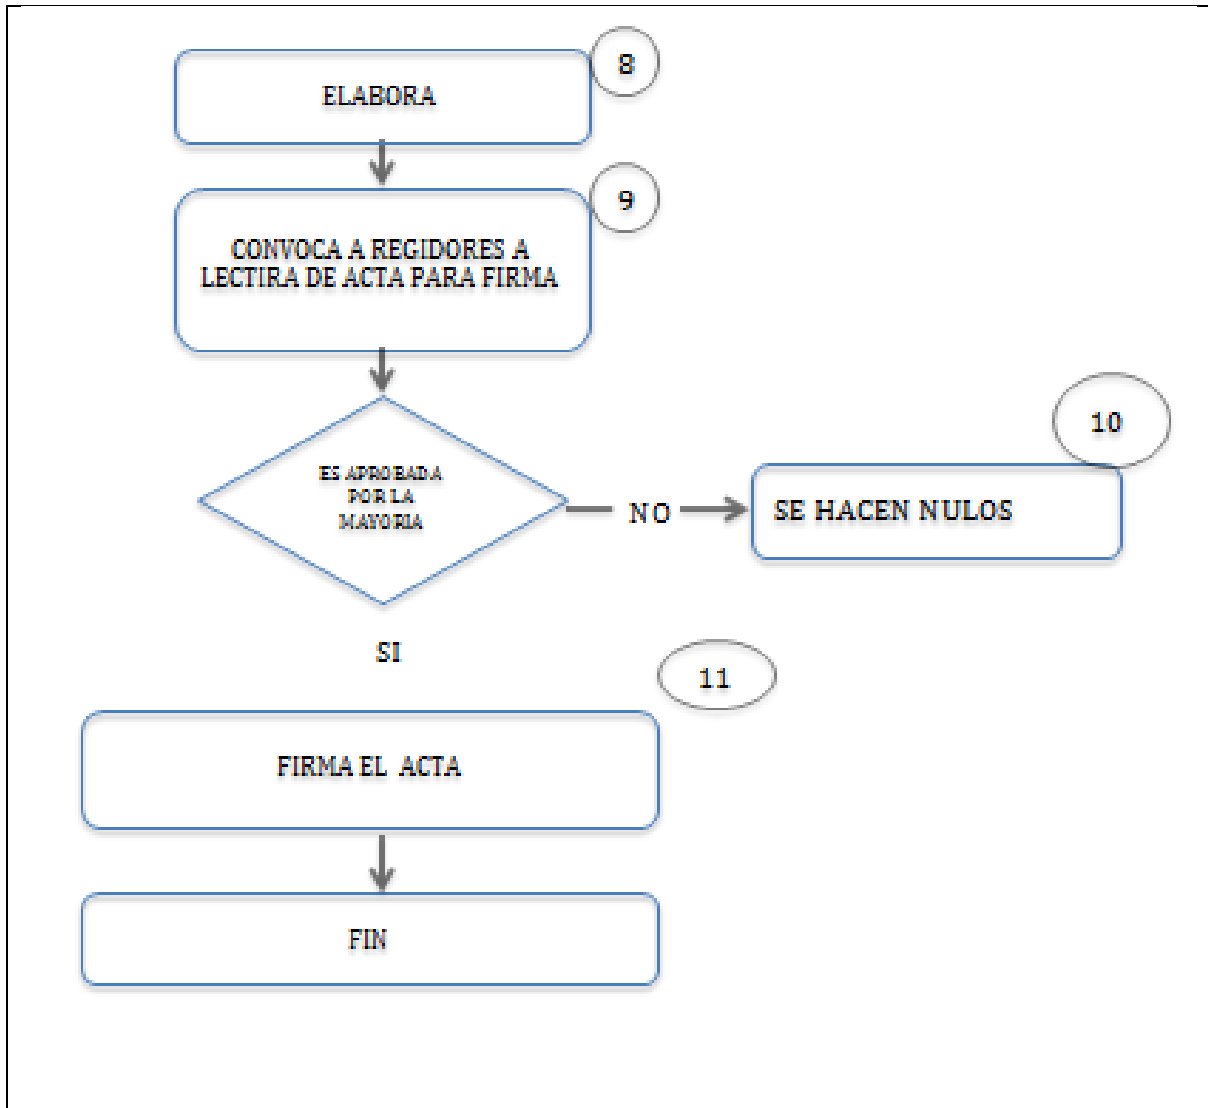 8
ELABORA
9
CONVOCA A REGIDORES A
LECTIRA DE ACTA PARA FIRMA
10
ES APROBADA
POR LA
MAYORIA
NO
SE HACEN NULOS
SI
11
FIRMA EL ACTA
FIN